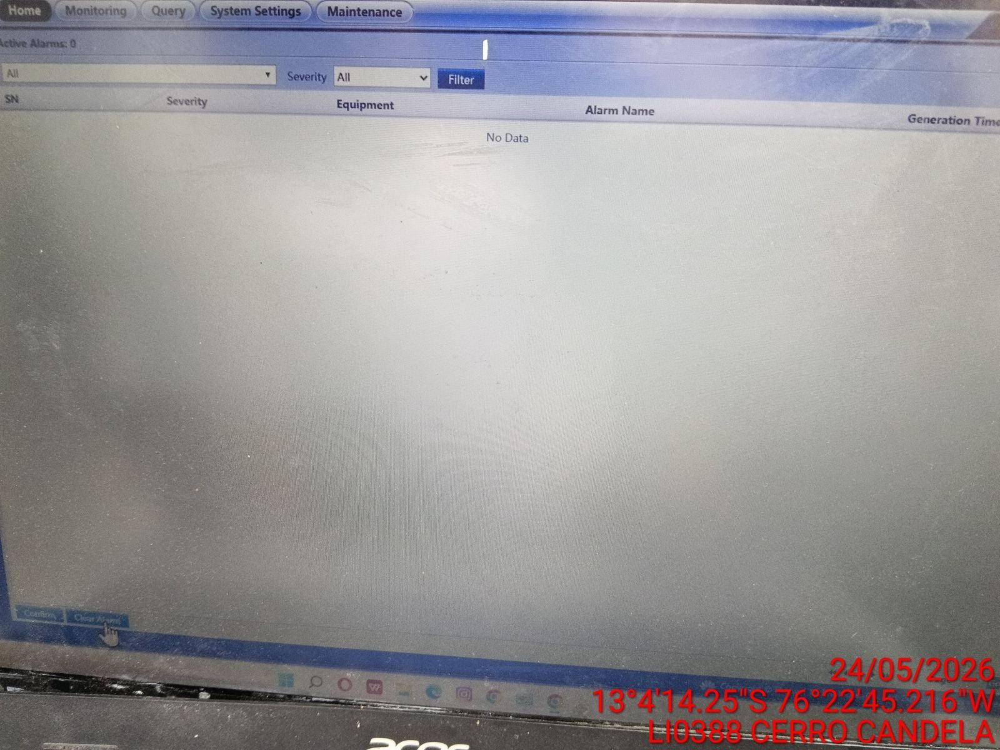 Home Monitoring Query System Settings Maintenance
Active Alarms: 0
All Severity All Filter
SN Severity Equipment Alarm Name Generation Time
No Data
Confirm Clear Alarm
24/05/2026
13°4'14.25"S 76°22'45.216"W
LI0388 CERRO CANDELA
acer